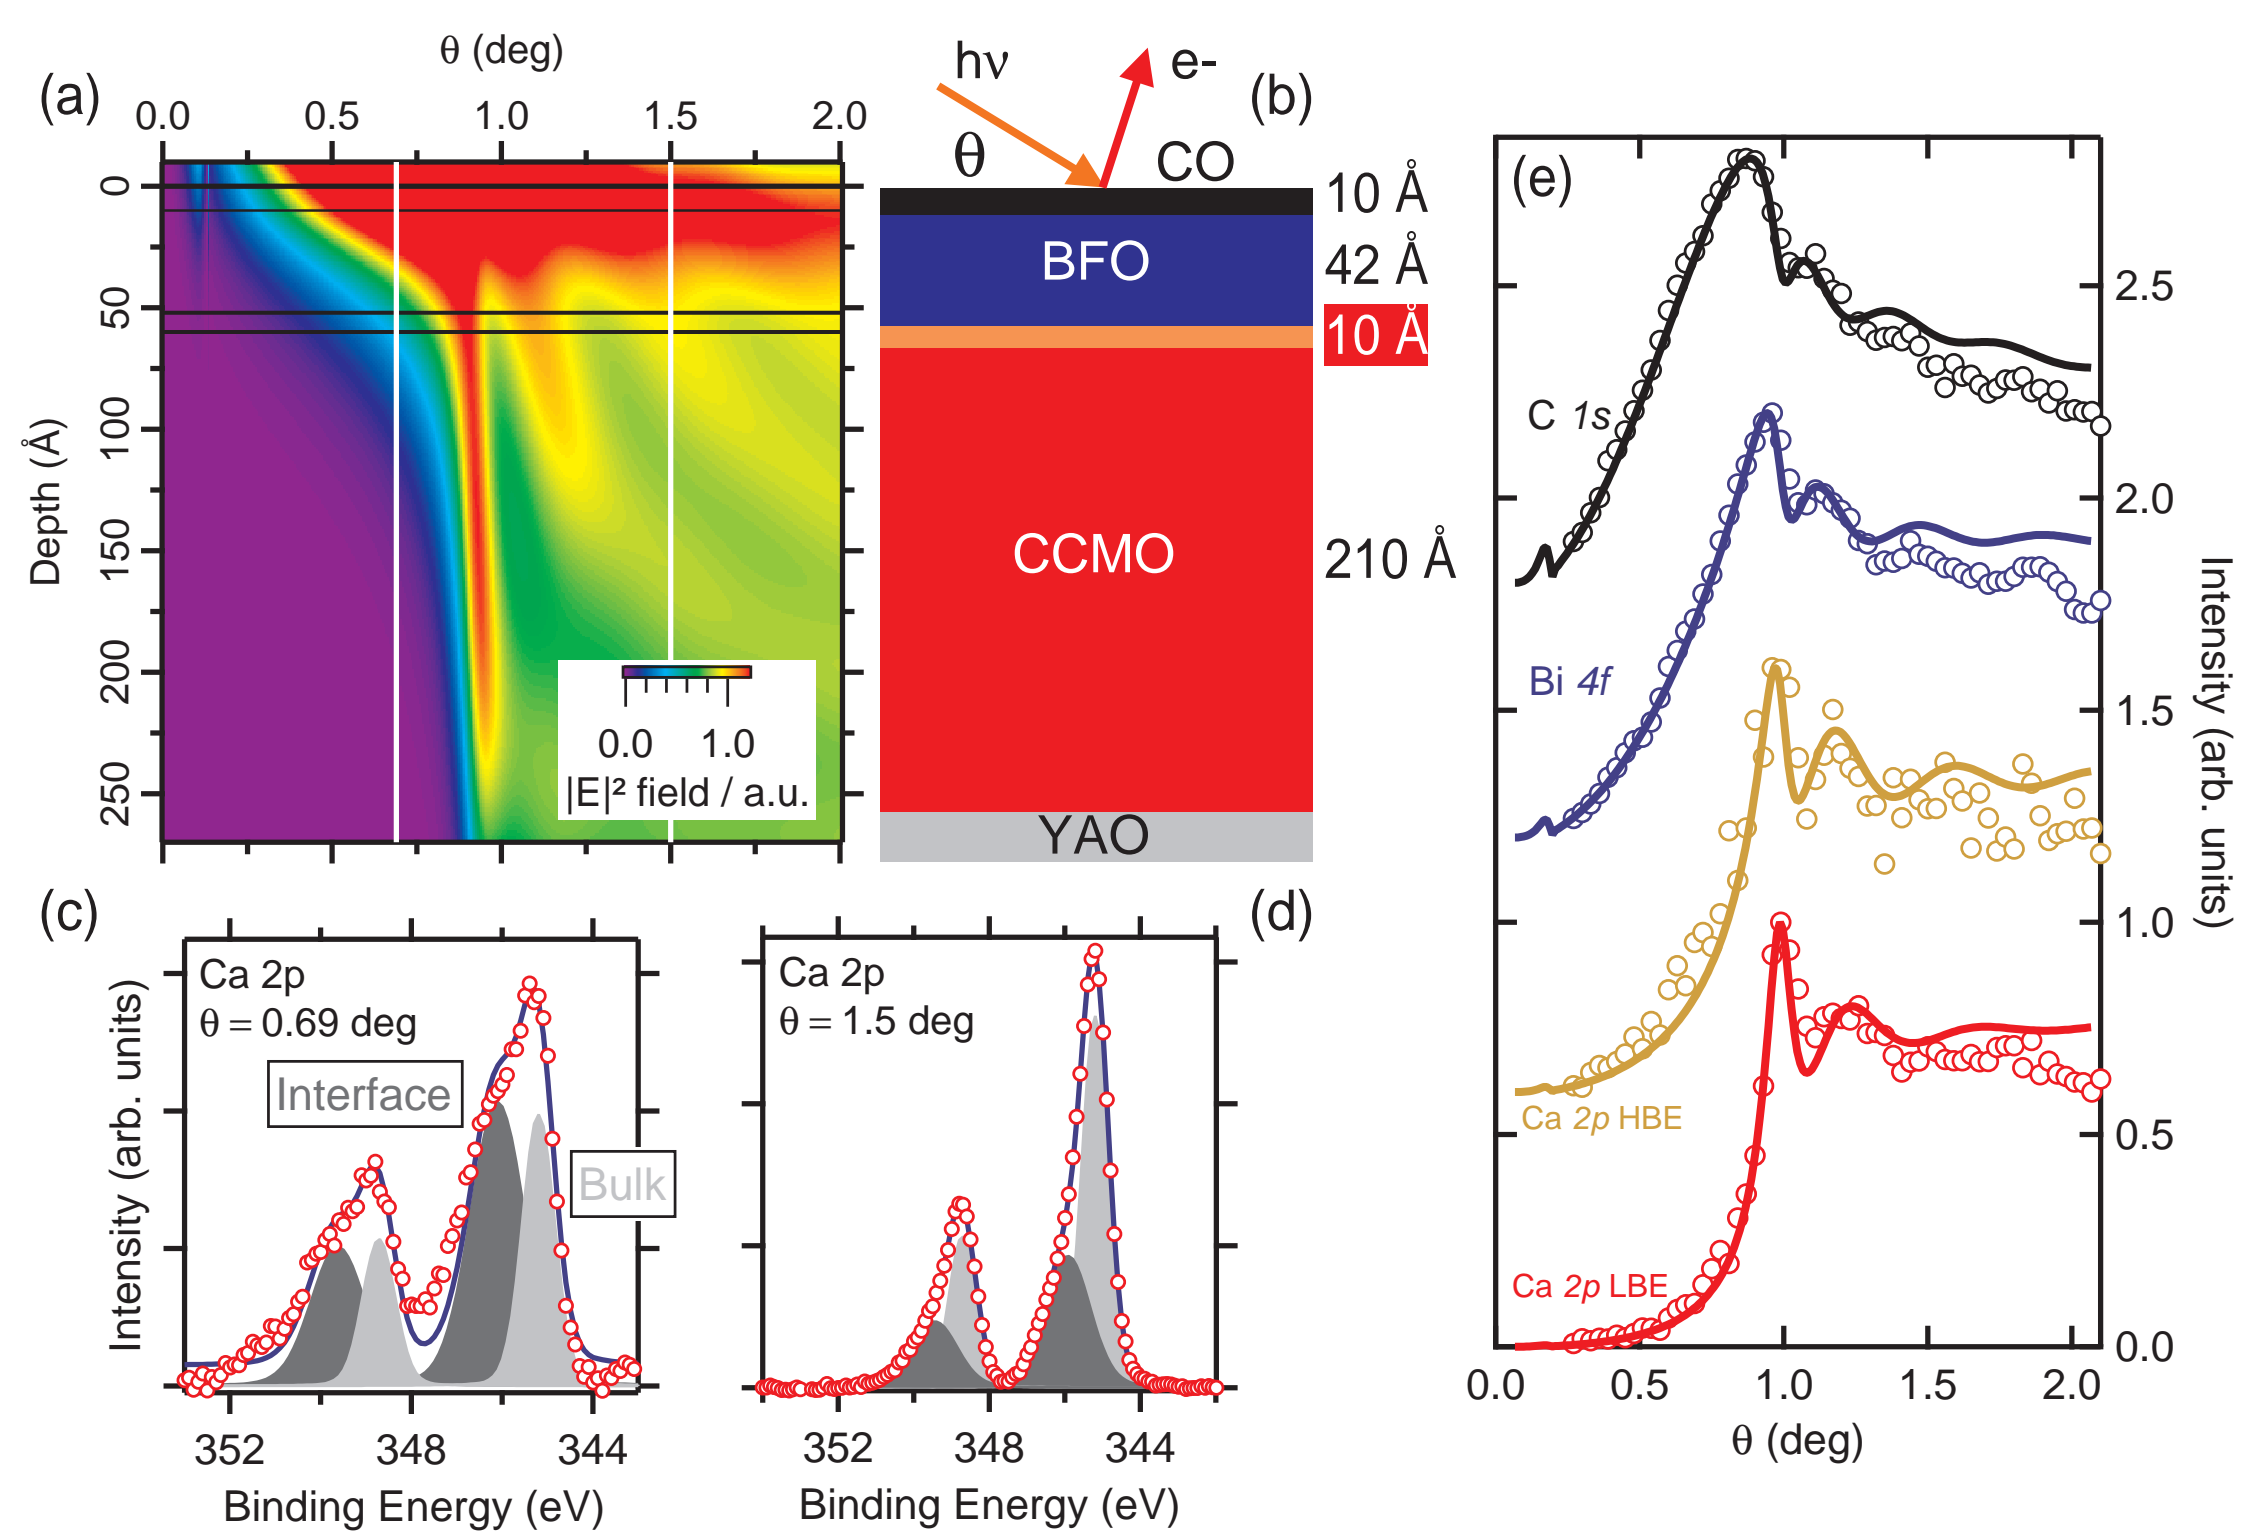 (a)
θ (deg)
0.0 0.5 1.0 1.5 2.0
Depth (Å)
0
50
100
150
200
250
0.0 1.0
|E|² field / a.u.
(b)
hν
e-
θ
CO
10 Å
BFO
42 Å
10 Å
CCMO
210 Å
YAO
(c)
Ca 2p
θ = 0.69 deg
Interface
Bulk
Intensity (arb. units)
352 348 344
Binding Energy (eV)
(d)
Ca 2p
θ = 1.5 deg
352 348 344
Binding Energy (eV)
(e)
C 1s
Bi 4f
Ca 2p HBE
Ca 2p LBE
2.5
2.0
1.5
1.0
0.5
0.0
Intensity (arb. units)
0.0 0.5 1.0 1.5 2.0
θ (deg)